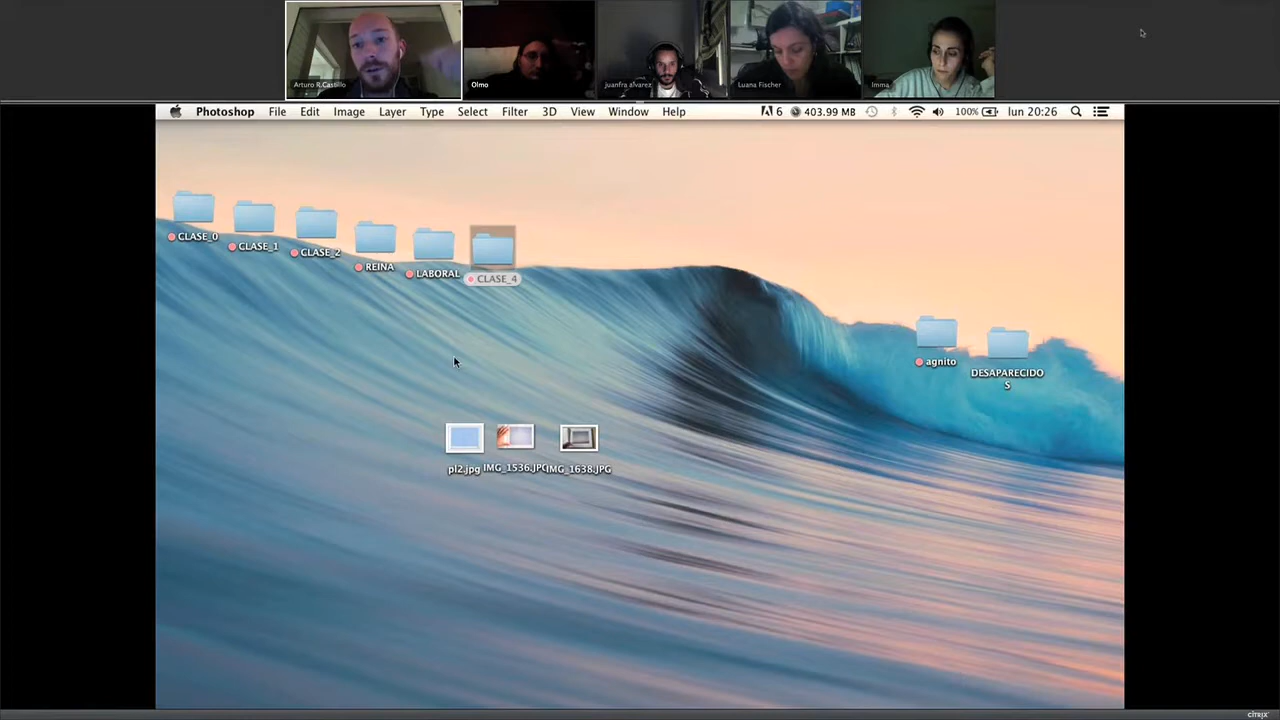 Arturo R.Castillo
Olmo
juanfra alvarez
Luana Fischer
Imma
Photoshop File Edit Image Layer Type Select Filter 3D View Window Help
6 403.99 MB 100% lun 20:26
CLASE_0
CLASE_1
CLASE_2
REINA
LABORAL
CLASE_4
agnito
DESAPARECIDO
S
pl2.jpg
IMG_1536.JPG
IMG_1638.JPG
CITRIX